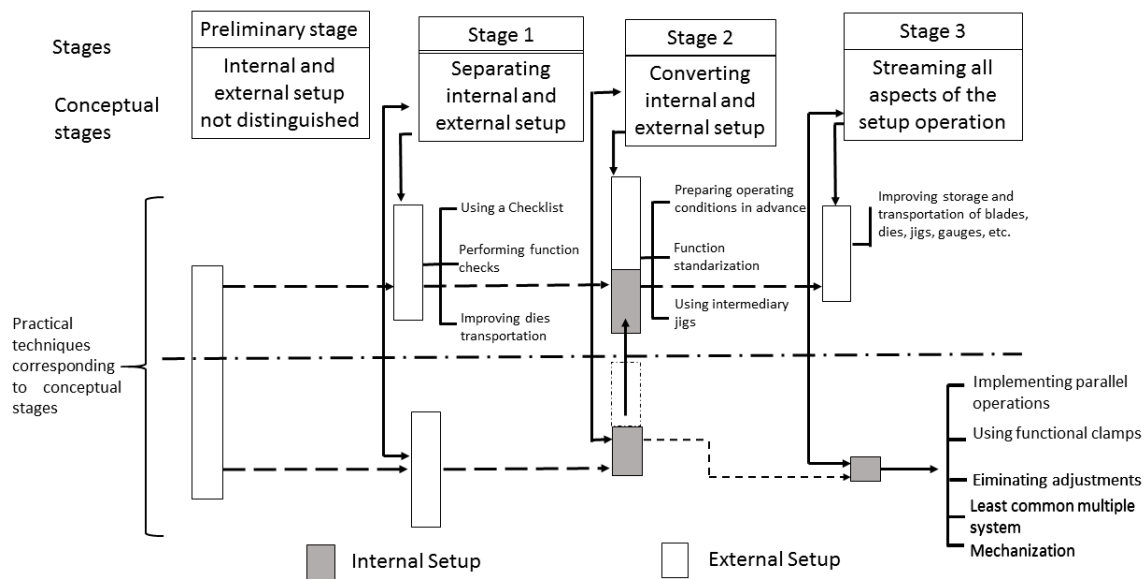 Stages
Conceptual
stages
Preliminary stage
Internal and
external setup
not distinguished
Stage 1
Separating
internal and
external setup
Stage 2
Converting
internal and
external setup
Stage 3
Streaming all
aspects of the
setup operation
Practical
techniques
corresponding
to conceptual
stages
Using a Checklist
Performing function
checks
Improving dies
transportation
Preparing operating
conditions in advance
Function
standarization
Using intermediary
jigs
Improving storage and
transportation of blades,
dies, jigs, gauges, etc.
Implementing parallel
operations
Using functional clamps
Eiminating adjustments
Least common multiple
system
Mechanization
Internal Setup
External Setup